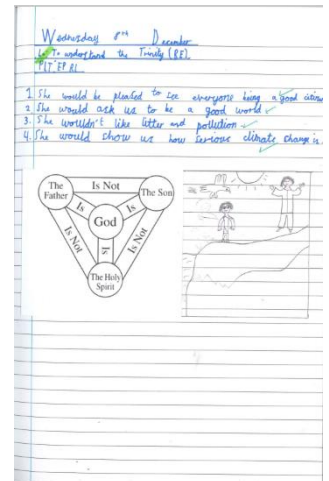 Wednesday 8th December
L.O To understand the Trinity (RE).
PLT: EP RL
1. She would be pleased to see everyone being a good citizen
2. She would ask us to be a good world
3. She wouldn't like litter and pollution
4. She would show us how serious climate change is.
The Father
Is Not
The Son
Is
Is
God
Is Not
Is
Is Not
The Holy Spirit